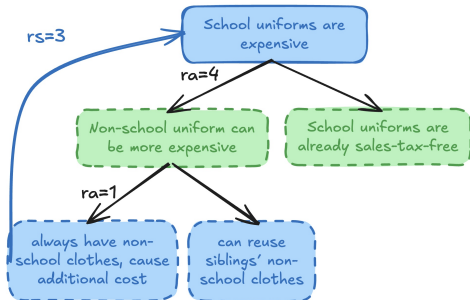 School uniforms are
expensive
rs=3
ra=4
Non-school uniform can
be more expensive
School uniforms are
already sales-tax-free
ra=1
always have non-
school clothes, cause
additional cost
can reuse
siblings' non-
school clothes